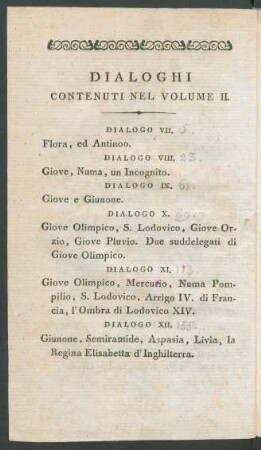 DIALOGHI
CONTENUTI NEL VOLUME II.
DIALOGO VII. 5.
Flora, ed Antinoo.
DIALOGO VIII. 23.
Giove, Numa, un Incognito.
DIALOGO IX.
Giove e Giunone.
DIALOGO X.
Giove Olimpico, S. Lodovico, Giove Or-
zio, Giove Pluvio. Due suddelegati di
Giove Olimpico.
DIALOGO XI. 113.
Giove Olimpico, Mercurio, Numa Pom-
pilio, S. Lodovico, Arrigo IV. di Fran-
cia, l'Ombra di Lodovico XIV.
DIALOGO XII.
Giunone, Semiramide, Aspasia, Livia, la
Regina Elisabetta d'Inghilterra.